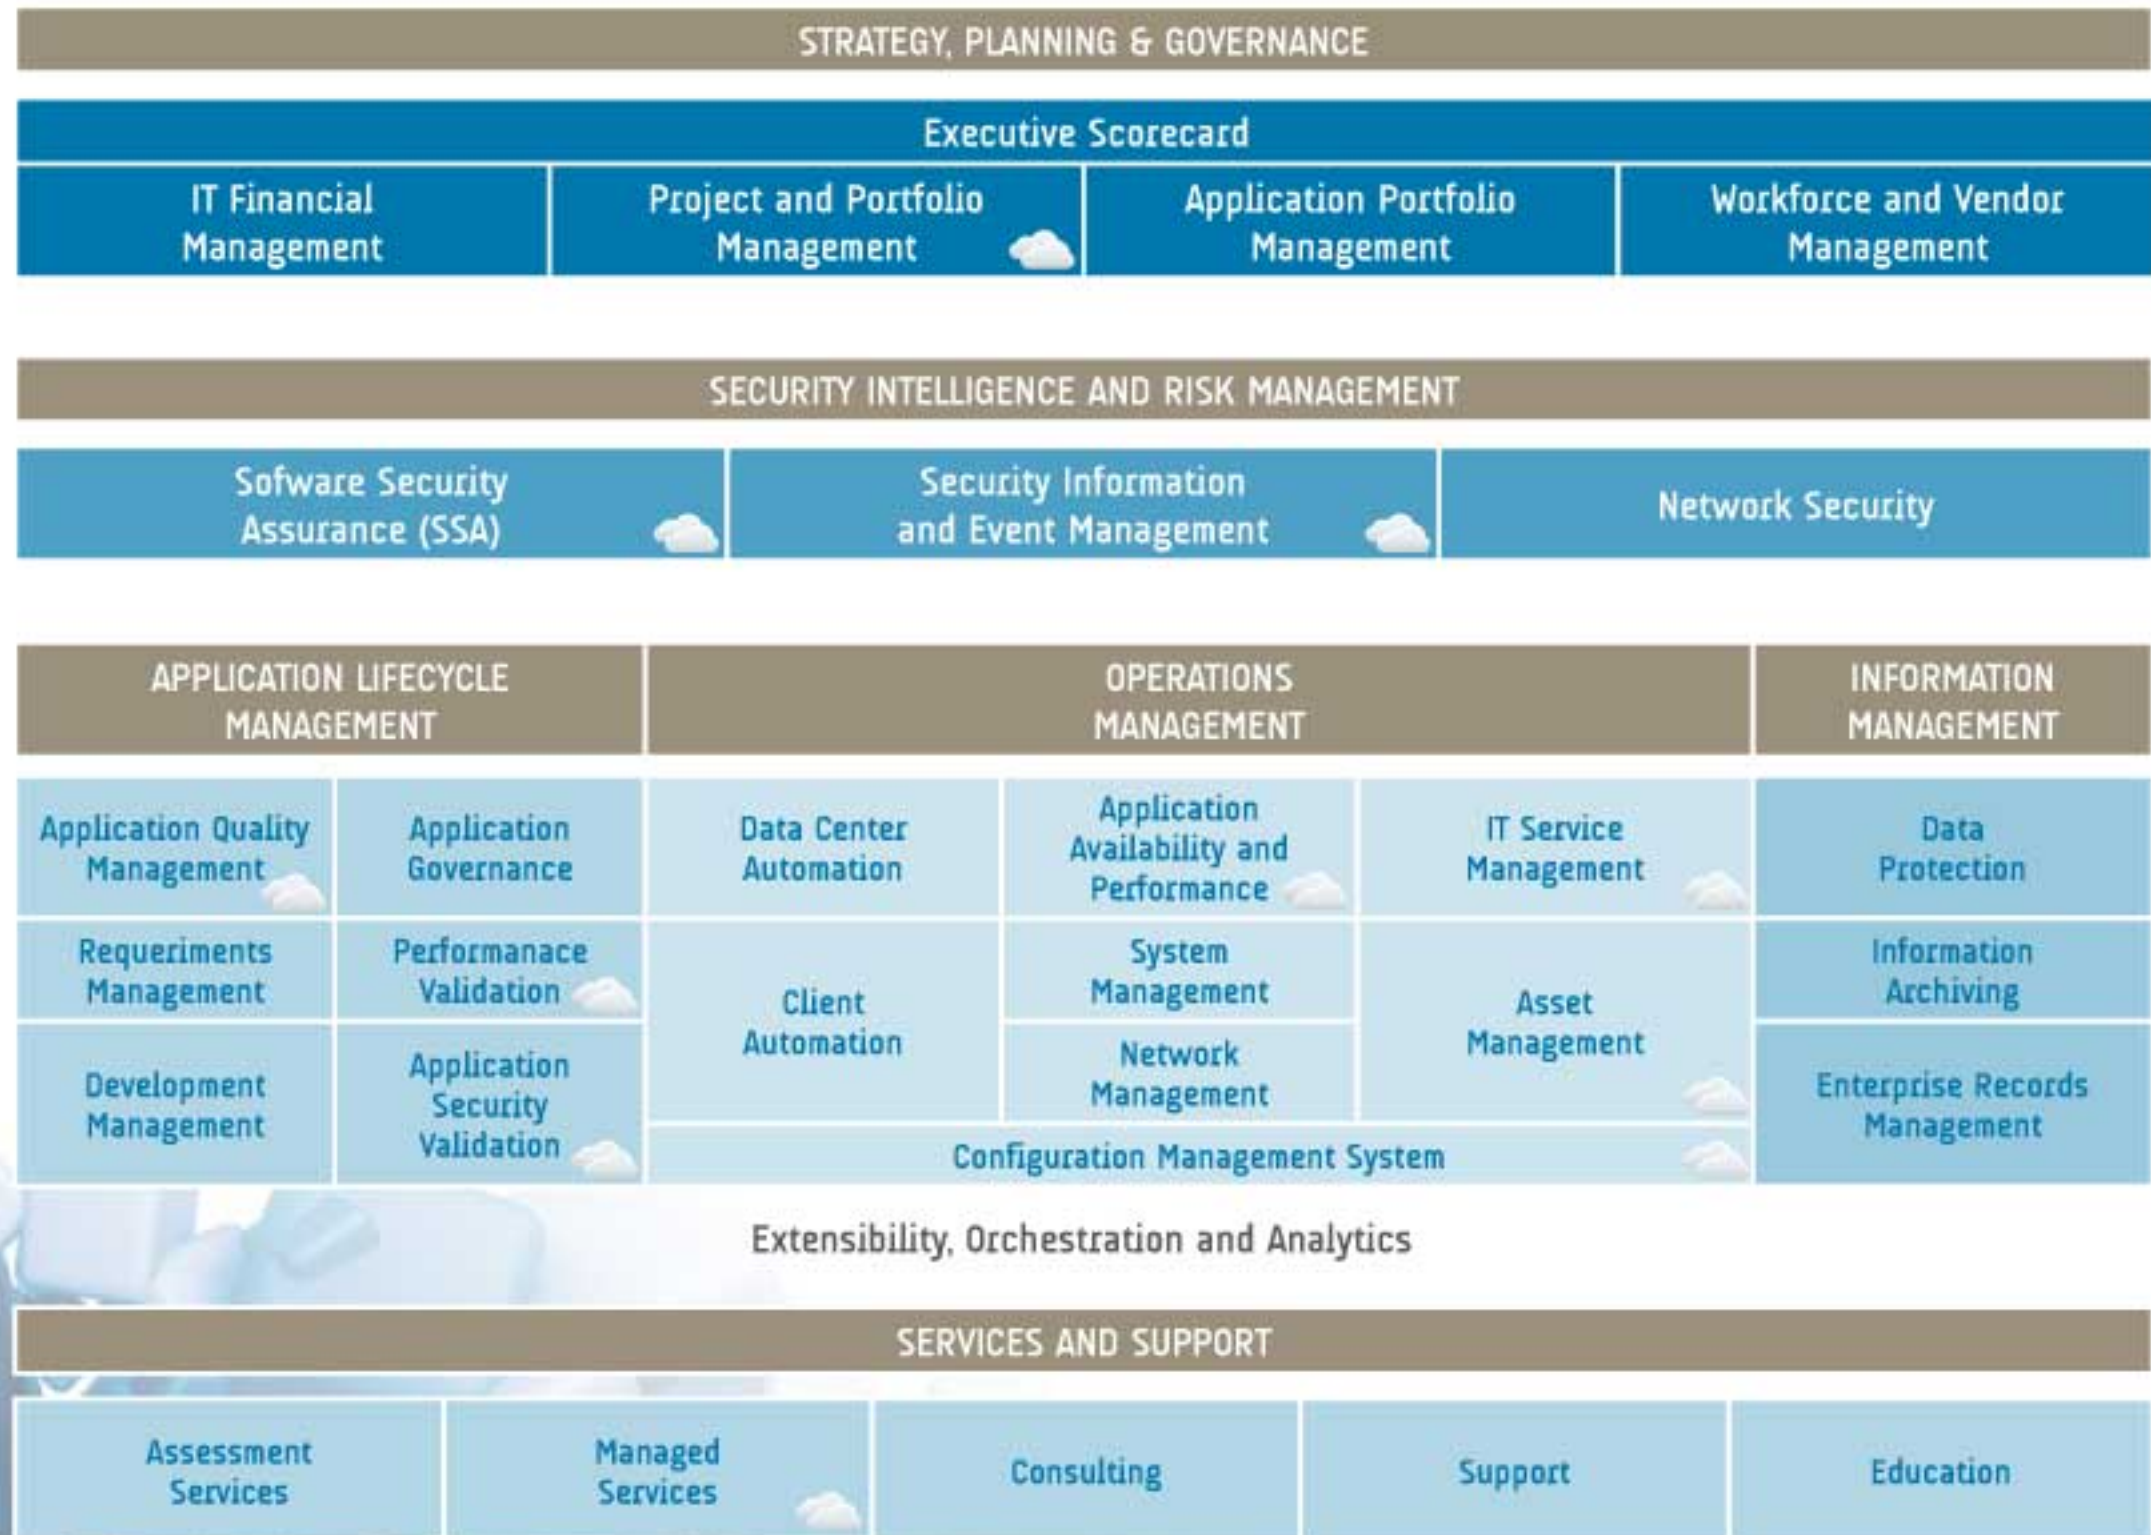 STRATEGY, PLANNING & GOVERNANCE
Executive Scorecard
IT Financial
Management
Project and Portfolio
Management
Application Portfolio
Management
Workforce and Vendor
Management
SECURITY INTELLIGENCE AND RISK MANAGEMENT
Sofware Security
Assurance (SSA)
Security Information
and Event Management
Network Security
APPLICATION LIFECYCLE
MANAGEMENT
OPERATIONS
MANAGEMENT
INFORMATION
MANAGEMENT
Application Quality
Management
Application
Governance
Data Center
Automation
Application
Availability and
Performance
IT Service
Management
Data
Protection
Requeriments
Management
Performanace
Validation
Client
Automation
System
Management
Asset
Management
Information
Archiving
Development
Management
Application
Security
Validation
Network
Management
Enterprise Records
Management
Configuration Management System
Extensibility, Orchestration and Analytics
SERVICES AND SUPPORT
Assessment
Services
Managed
Services
Consulting
Support
Education